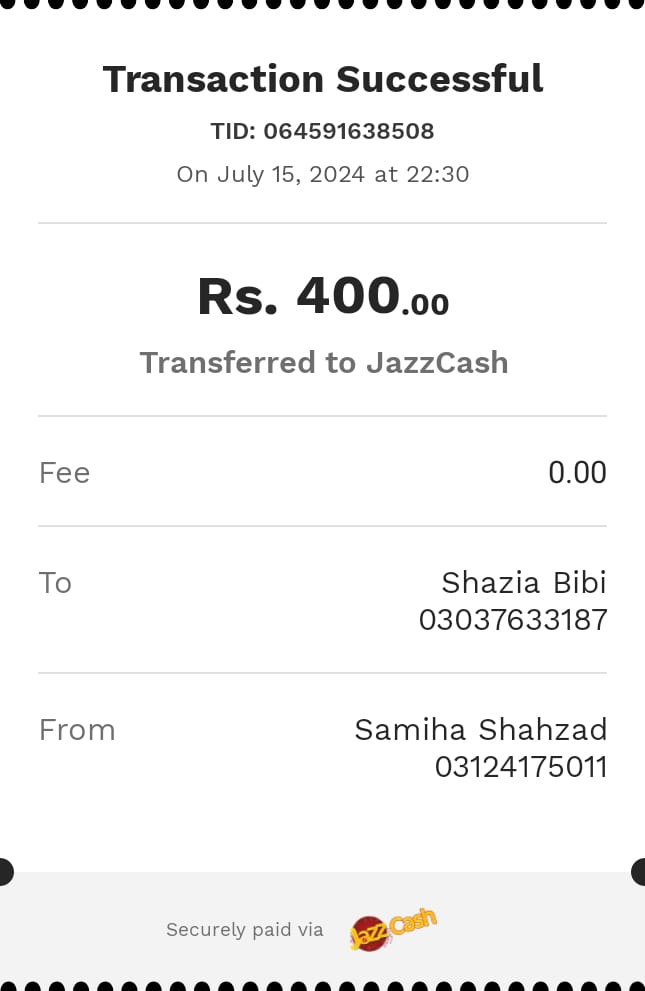 Transaction Successful
TID: 064591638508
On July 15, 2024 at 22:30
Rs. 400.00
Transferred to JazzCash
Fee 0.00
To Shazia Bibi
03037633187
From Samiha Shahzad
03124175011
Securely paid via JazzCash